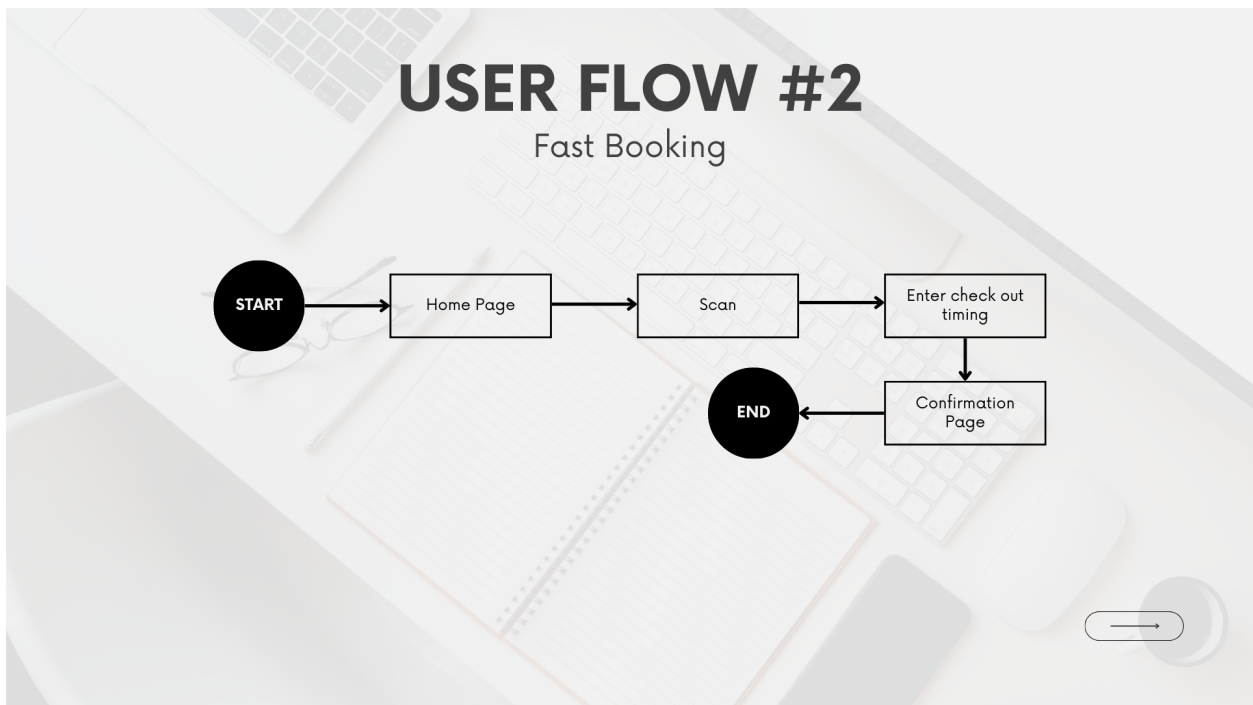 USER FLOW #2
Fast Booking
START
Home Page
Scan
Enter check out
timing
END
Confirmation
Page